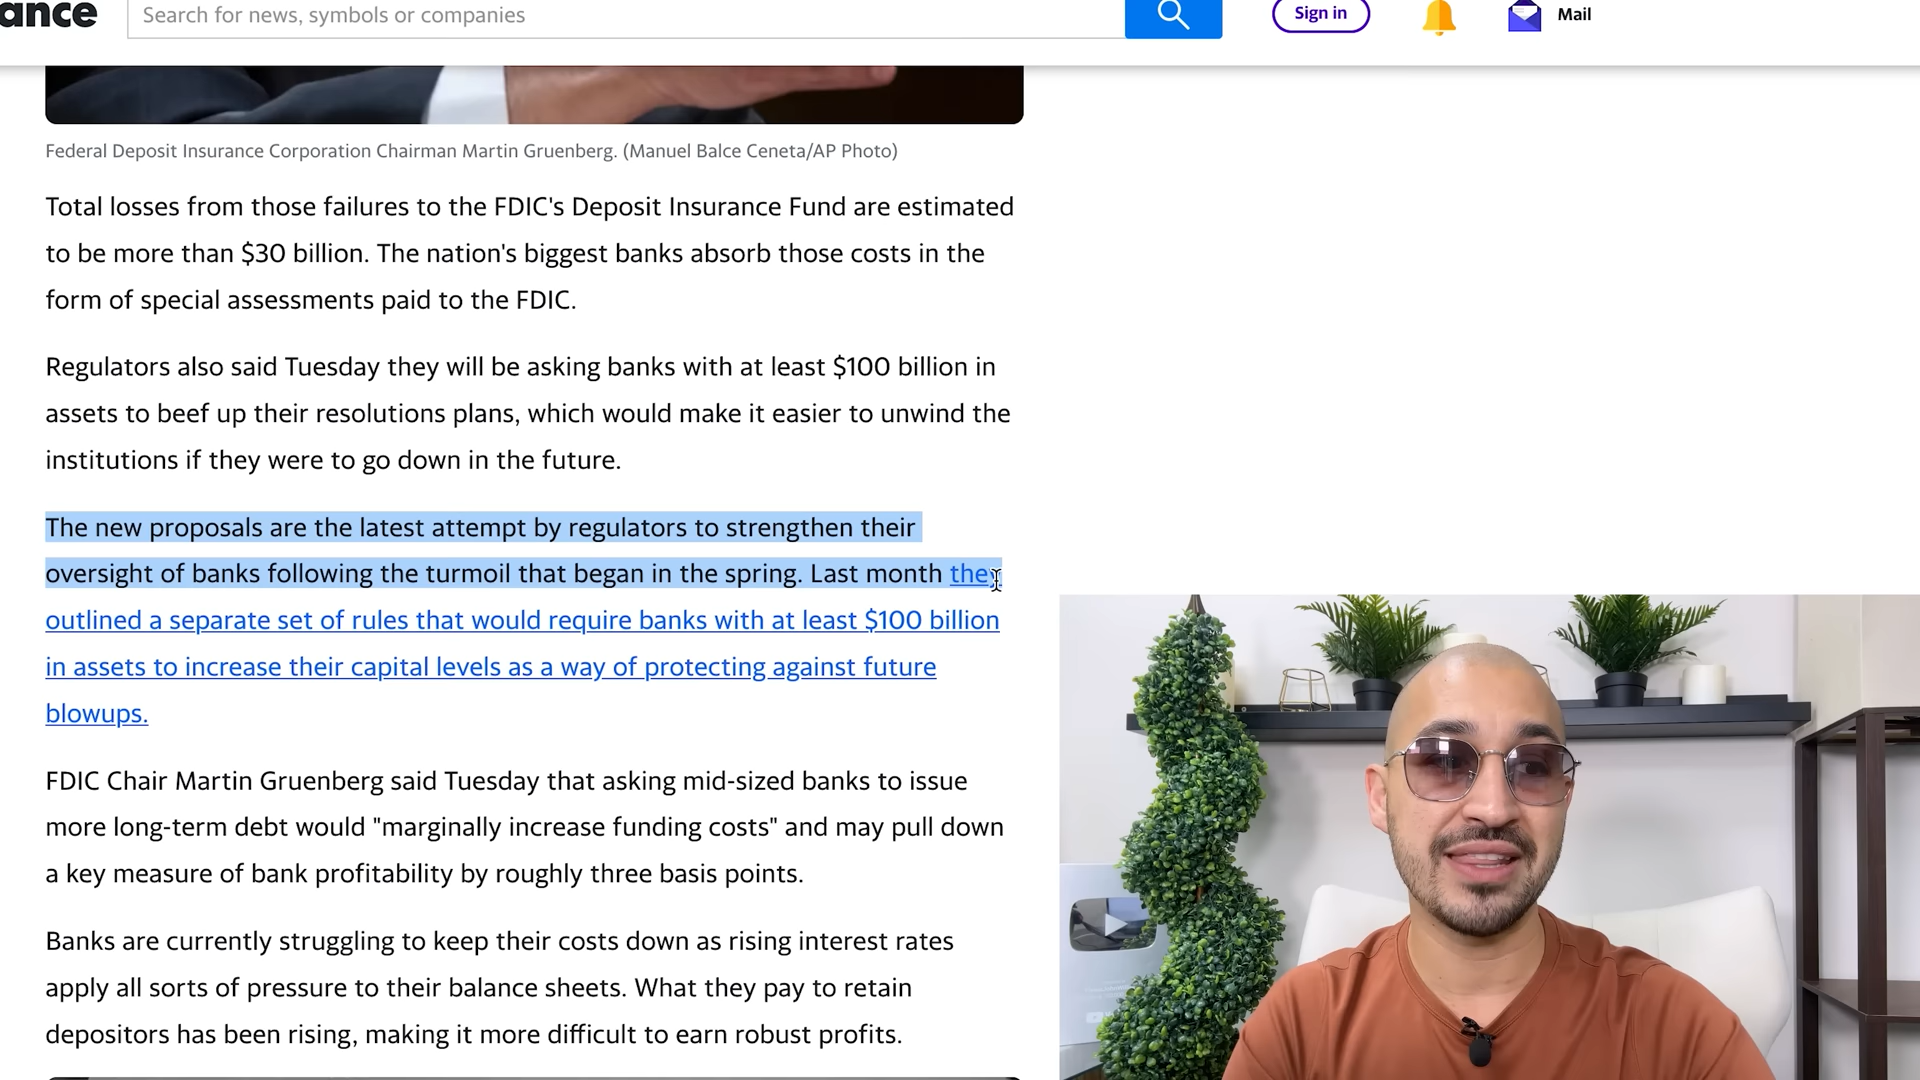 ance
Search for news, symbols or companies
Sign in
Mail
Federal Deposit Insurance Corporation Chairman Martin Gruenberg. (Manuel Balce Ceneta/AP Photo)
Total losses from those failures to the FDIC's Deposit Insurance Fund are estimated
to be more than $30 billion. The nation's biggest banks absorb those costs in the
form of special assessments paid to the FDIC.
Regulators also said Tuesday they will be asking banks with at least $100 billion in
assets to beef up their resolutions plans, which would make it easier to unwind the
institutions if they were to go down in the future.
The new proposals are the latest attempt by regulators to strengthen their
oversight of banks following the turmoil that began in the spring. Last month they
outlined a separate set of rules that would require banks with at least $100 billion
in assets to increase their capital levels as a way of protecting against future
blowups.
FDIC Chair Martin Gruenberg said Tuesday that asking mid-sized banks to issue
more long-term debt would "marginally increase funding costs" and may pull down
a key measure of bank profitability by roughly three basis points.
Banks are currently struggling to keep their costs down as rising interest rates
apply all sorts of pressure to their balance sheets. What they pay to retain
depositors has been rising, making it more difficult to earn robust profits.